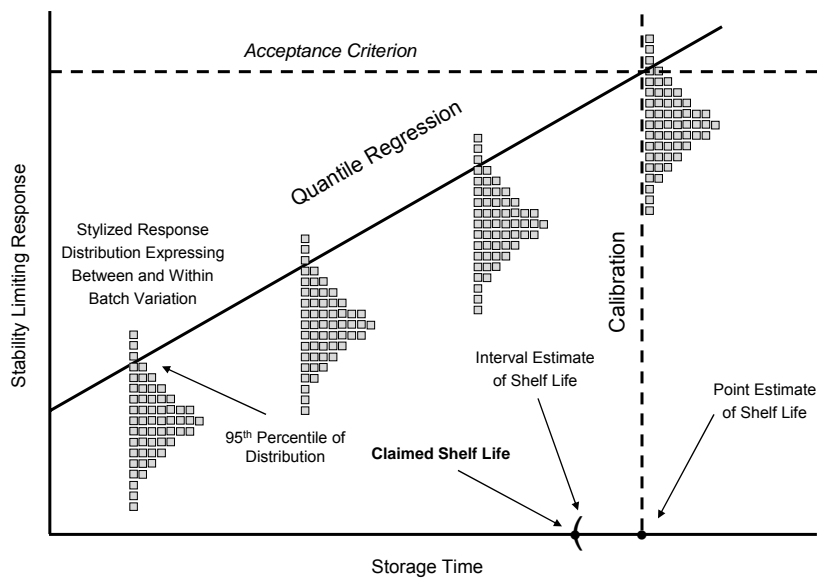 Acceptance Criterion
Quantile Regression
Stylized Response
Distribution Expressing
Between and Within
Batch Variation
Stability Limiting Response
Calibration
Interval Estimate
of Shelf Life
Point Estimate
of Shelf Life
95th Percentile of
Distribution
Claimed Shelf Life
Storage Time